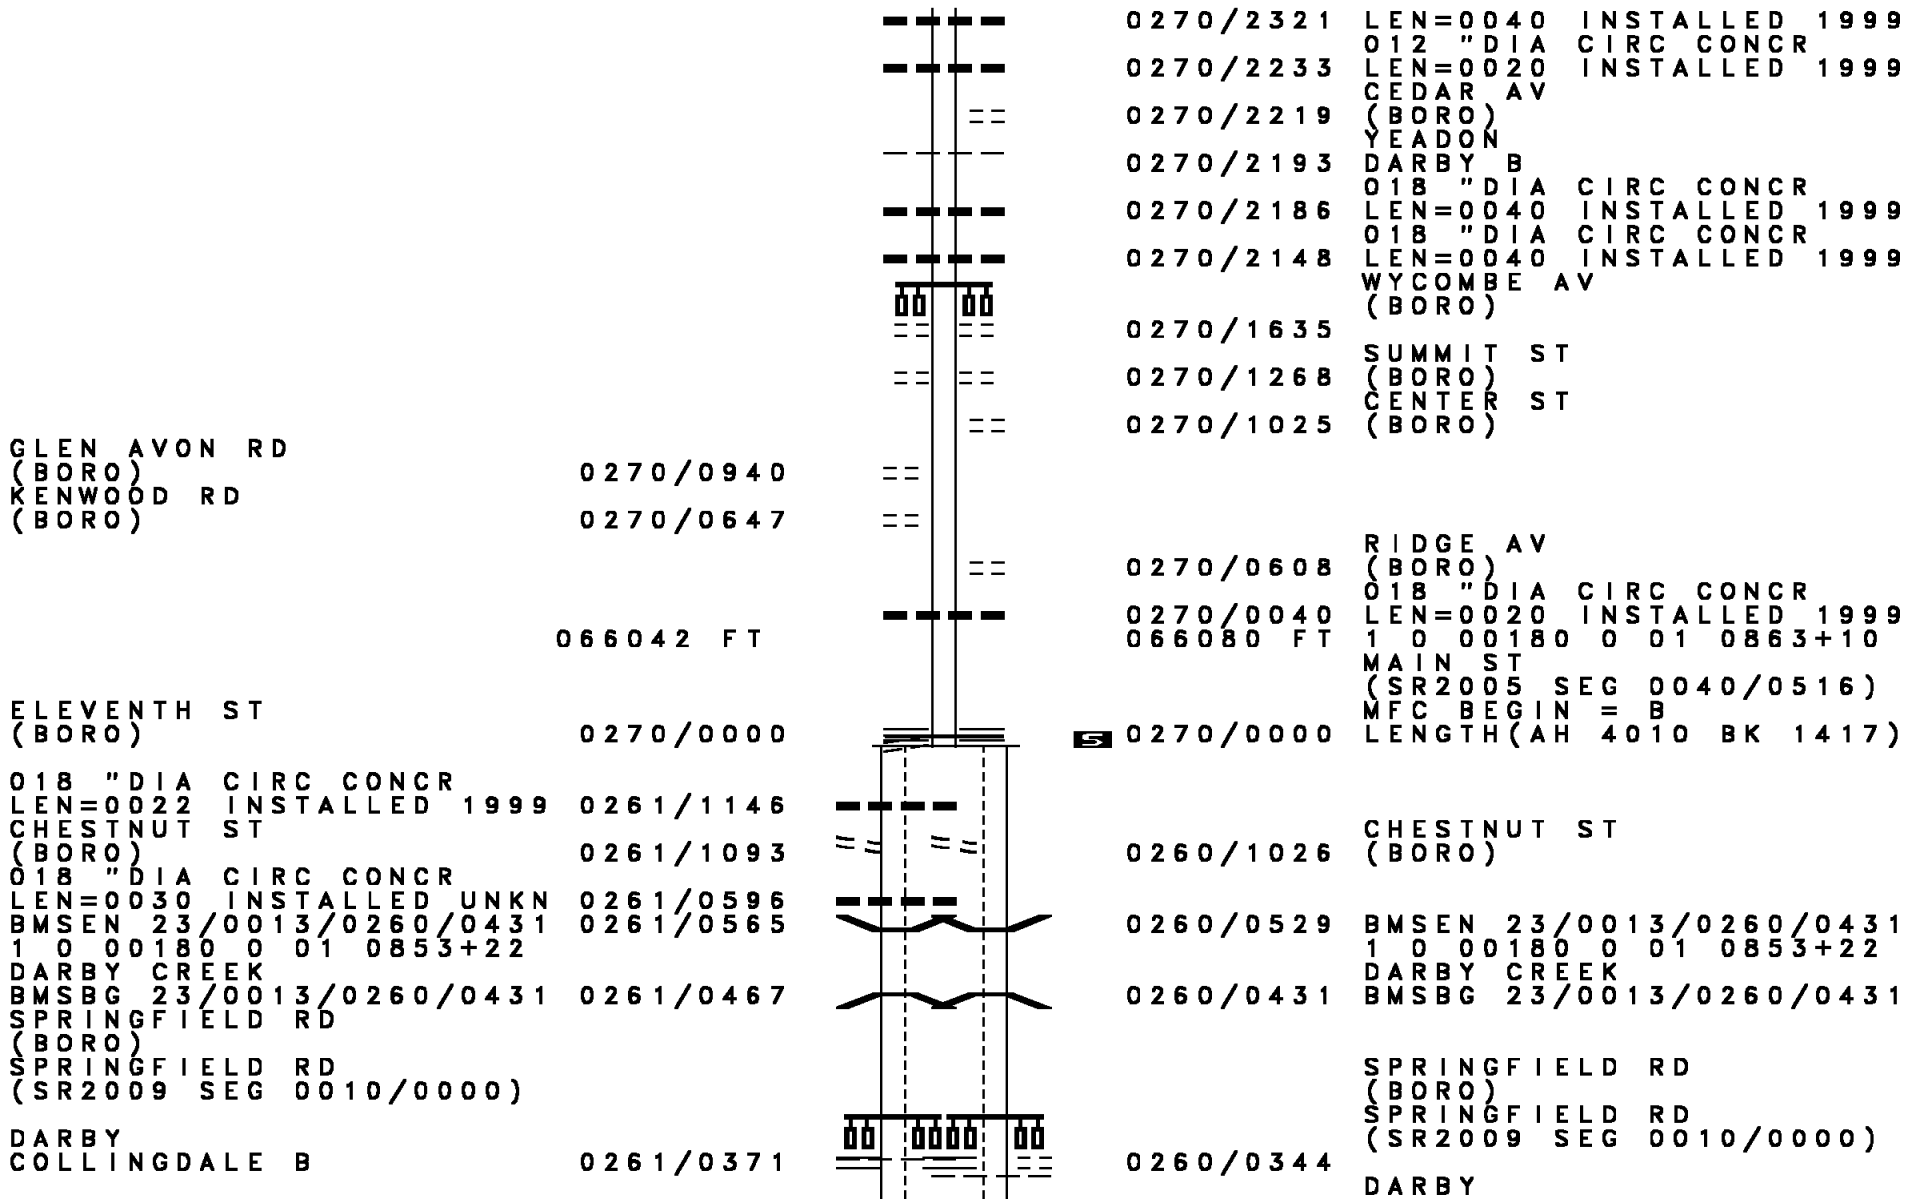 0270/2321 LEN=0040 INSTALLED 1999
012 "DIA CIRC CONCR
0270/2233 LEN=0020 INSTALLED 1999
CEDAR AV
0270/2219 (BORO)
YEADON
0270/2193 DARBY B
018 "DIA CIRC CONCR
0270/2186 LEN=0040 INSTALLED 1999
018 "DIA CIRC CONCR
0270/2148 LEN=0040 INSTALLED 1999
WYCOMBE AV
(BORO)
0270/1635
SUMMIT ST
0270/1268 (BORO)
CENTER ST
0270/1025 (BORO)
GLEN AVON RD
(BORO) 0270/0940
KENWOOD RD
(BORO) 0270/0647
RIDGE AV
0270/0608 (BORO)
018 "DIA CIRC CONCR
0270/0040 LEN=0020 INSTALLED 1999
066042 FT 066080 FT 1 0 00180 0 01 0863+10
MAIN ST
(SR2005 SEG 0040/0516)
ELEVENTH ST MFC BEGIN = B
(BORO) 0270/0000 S 0270/0000 LENGTH(AH 4010 BK 1417)
018 "DIA CIRC CONCR
LEN=0022 INSTALLED 1999 0261/1146
CHESTNUT ST CHESTNUT ST
(BORO) 0261/1093 0260/1026 (BORO)
018 "DIA CIRC CONCR
LEN=0030 INSTALLED UNKN 0261/0596
BMSEN 23/0013/0260/0431 0261/0565 0260/0529 BMSEN 23/0013/0260/0431
1 0 00180 0 01 0853+22 1 0 00180 0 01 0853+22
DARBY CREEK DARBY CREEK
BMSBG 23/0013/0260/0431 0261/0467 0260/0431 BMSBG 23/0013/0260/0431
SPRINGFIELD RD
(BORO)
SPRINGFIELD RD SPRINGFIELD RD
(SR2009 SEG 0010/0000) (BORO)
SPRINGFIELD RD
DARBY (SR2009 SEG 0010/0000)
COLLINGDALE B 0261/0371 0260/0344
DARBY